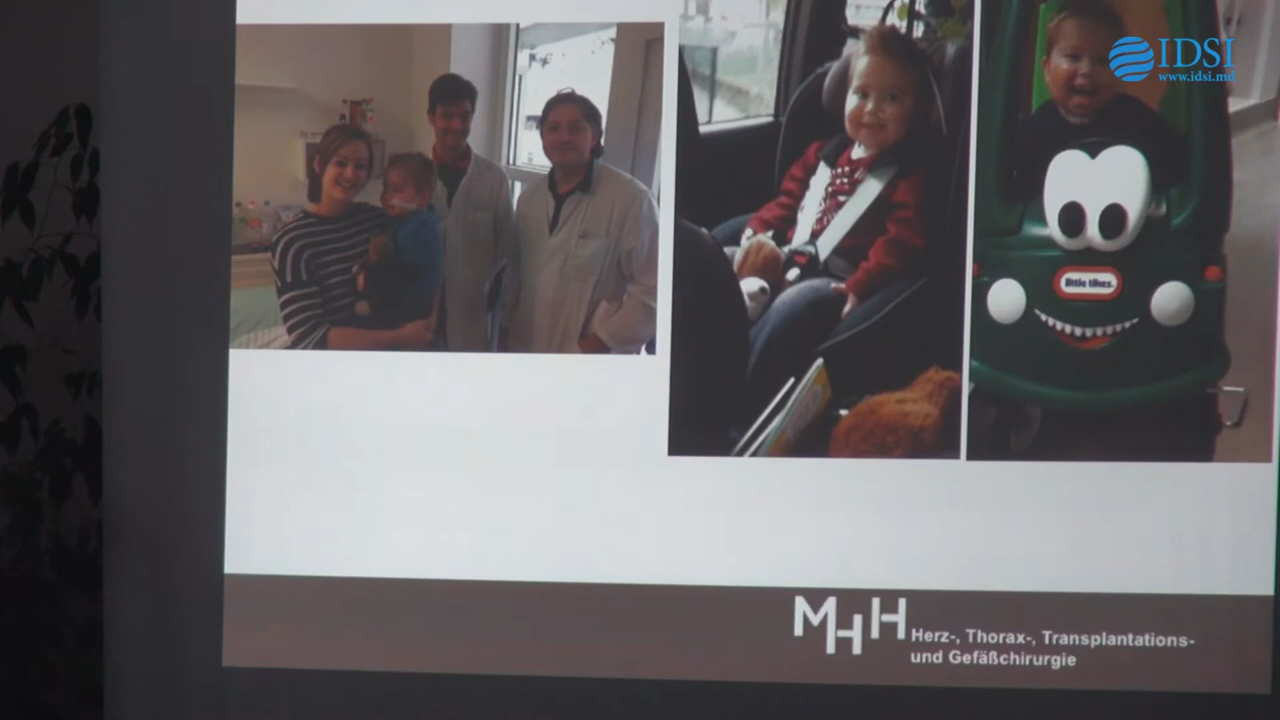 IDSI
www.idsi.md
little tikes.
MHH
Herz-, Thorax-, Transplantations-
und Gefäßchirurgie